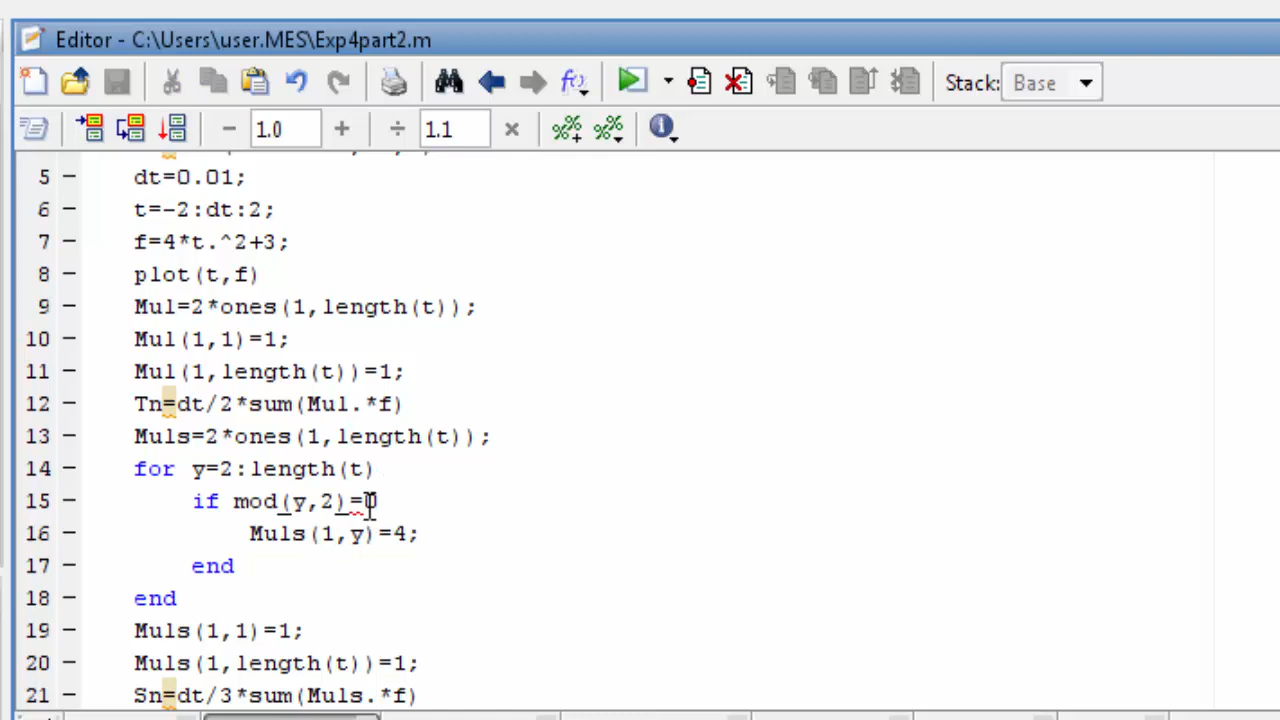 Editor - C:\Users\user.MES\Exp4part2.m
Stack: Base
1.0 1.1
5 dt=0.01;
6 t=-2:dt:2;
7 f=4*t.^2+3;
8 plot(t,f)
9 Mul=2*ones(1,length(t));
10 Mul(1,1)=1;
11 Mul(1,length(t))=1;
12 Tn=dt/2*sum(Mul.*f)
13 Muls=2*ones(1,length(t));
14 for y=2:length(t)
15 if mod(y,2)=0
16 Muls(1,y)=4;
17 end
18 end
19 Muls(1,1)=1;
20 Muls(1,length(t))=1;
21 Sn=dt/3*sum(Muls.*f)